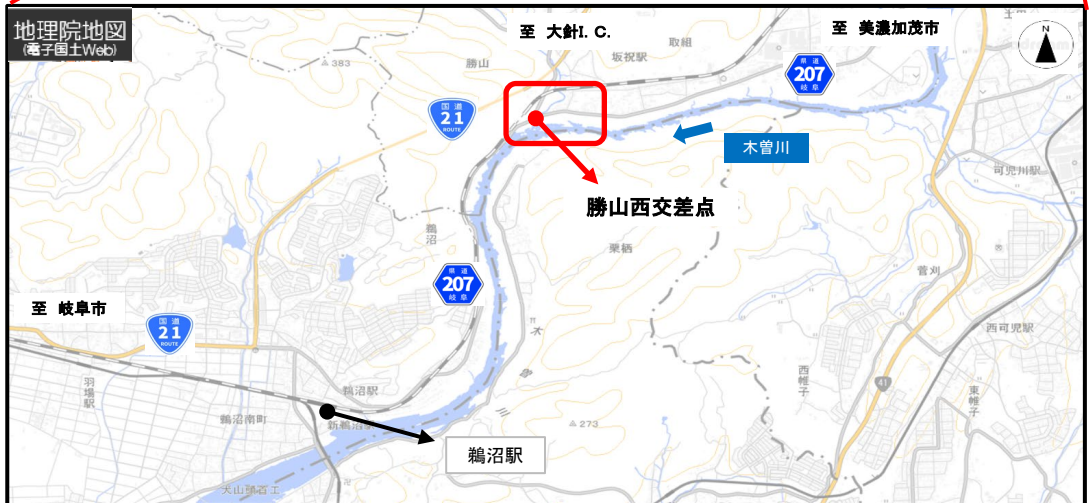 地理院地図
(電子国土Web)
至 大針I. C.
至 美濃加茂市
N
383
勝山
取組
坂祝駅
県道
207
岐阜
国道
21
ROUTE
木曽川
可児川駅
勝山西交差点
鵜沼
栗栖
菅刈
県道
207
岐阜
至 岐阜市
国道
21
ROUTE
西可児駅
羽場駅
鵜沼駅
西帷子
41
東帷子
鵜沼南町
新鵜沼駅
273
鵜沼駅
犬山頭首工